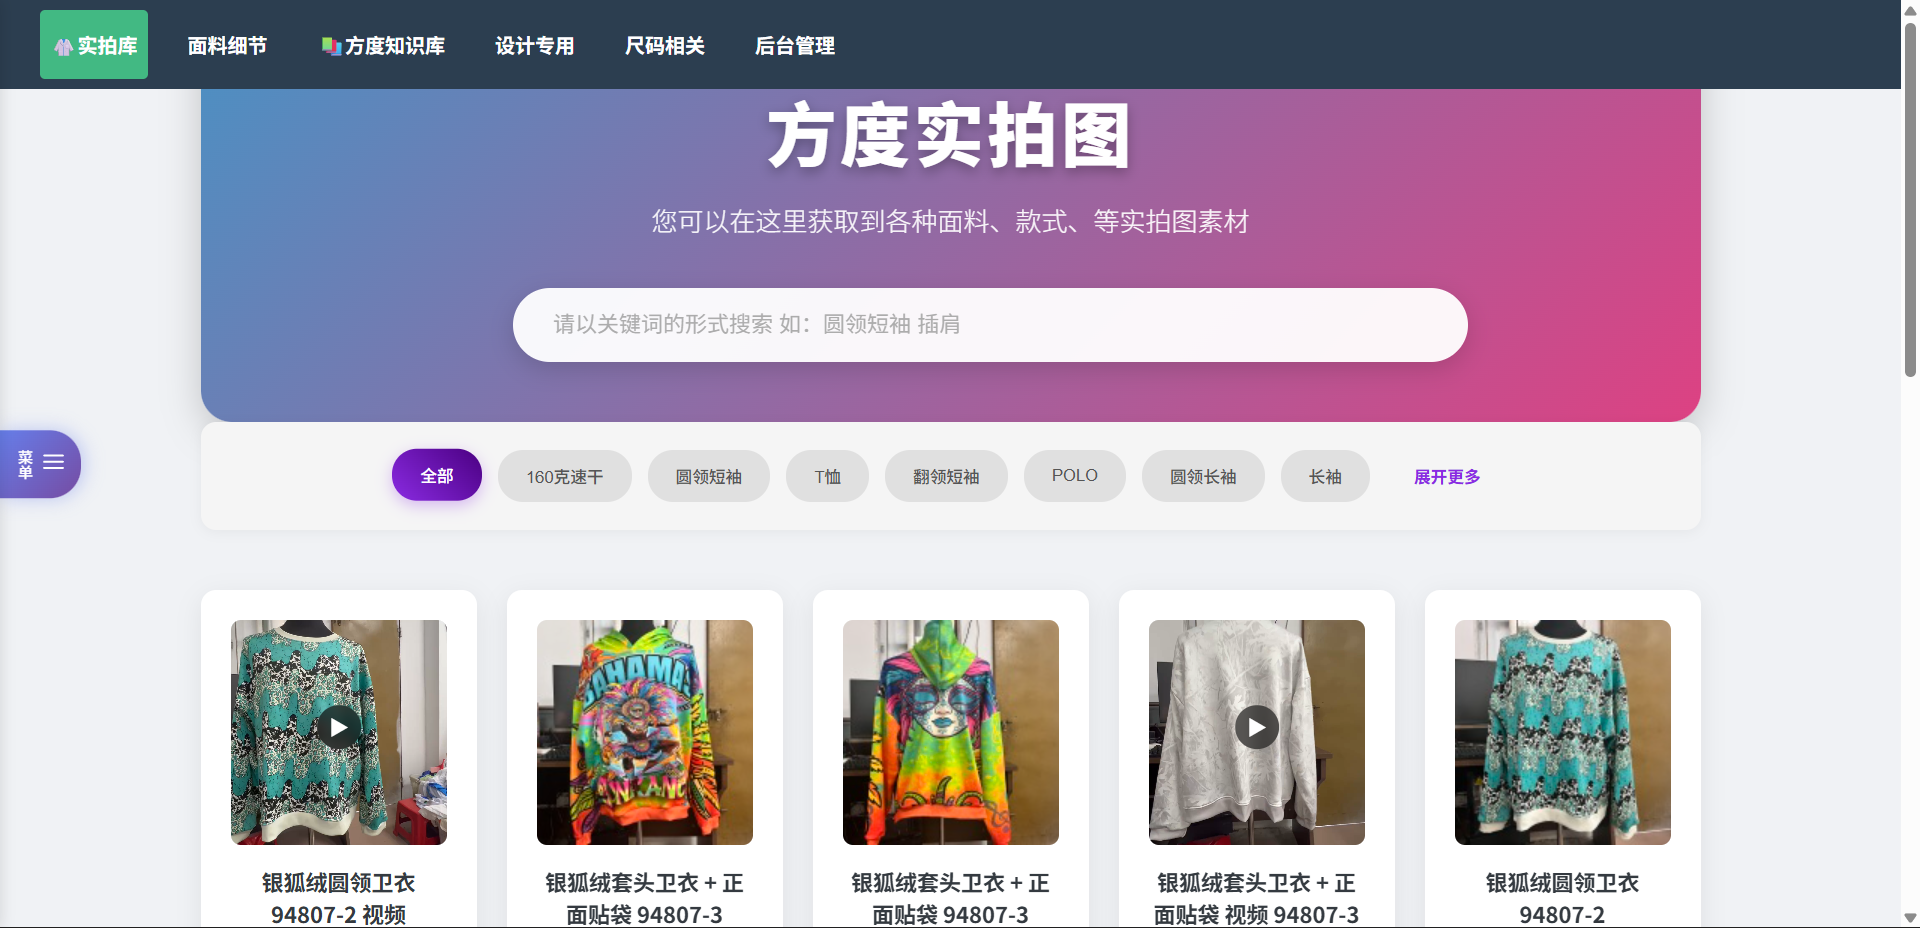 实拍库
面料细节
方度知识库
设计专用
尺码相关
后台管理
方度实拍图
您可以在这里获取到各种面料、款式、等实拍图素材
请以关键词的形式搜索 如：圆领短袖 插肩
菜单
全部
160克速干
圆领短袖
T恤
翻领短袖
POLO
圆领长袖
长袖
展开更多
BAHAMAS
银狐绒圆领卫衣
94807-2 视频
银狐绒套头卫衣 + 正
面贴袋 94807-3
银狐绒套头卫衣 + 正
面贴袋 94807-3
银狐绒套头卫衣 + 正
面贴袋 视频 94807-3
银狐绒圆领卫衣
94807-2